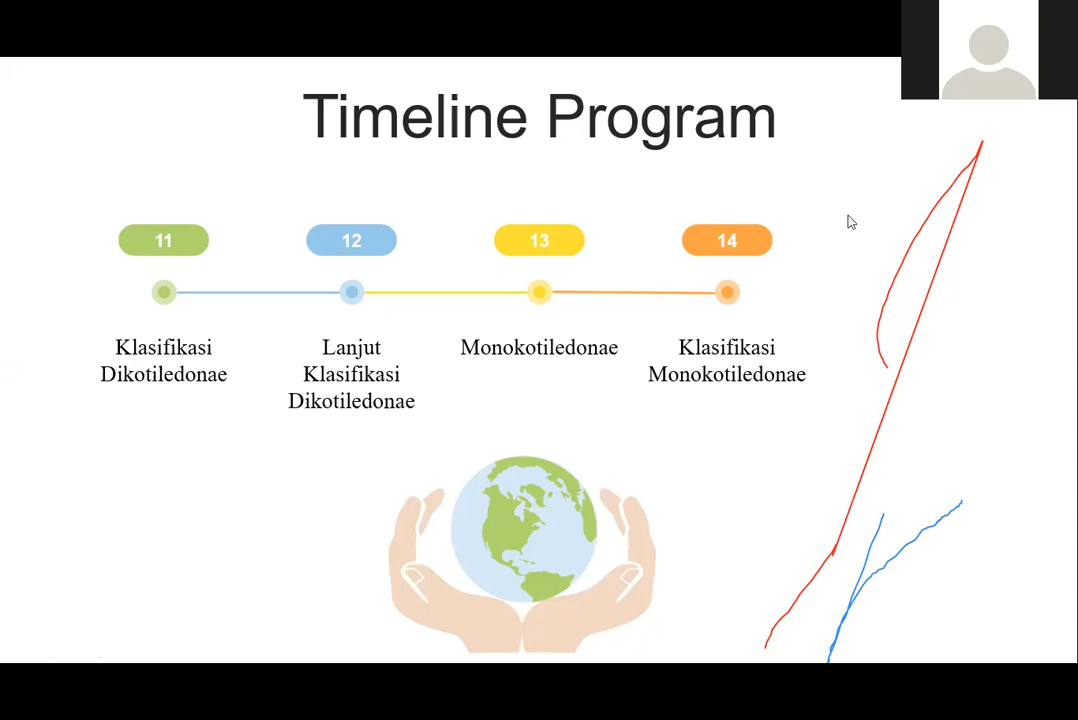 Timeline Program
11
12
13
14
Klasifikasi
Dikotiledonae
Lanjut
Klasifikasi
Dikotiledonae
Monokotiledonae
Klasifikasi
Monokotiledonae